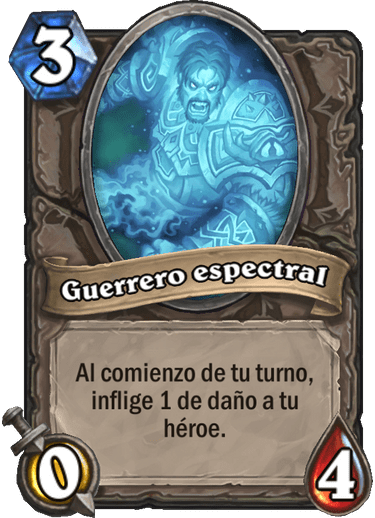 3
Guerrero espectral
Al comienzo de tu turno,
inflige 1 de daño a tu
héroe.
0
4